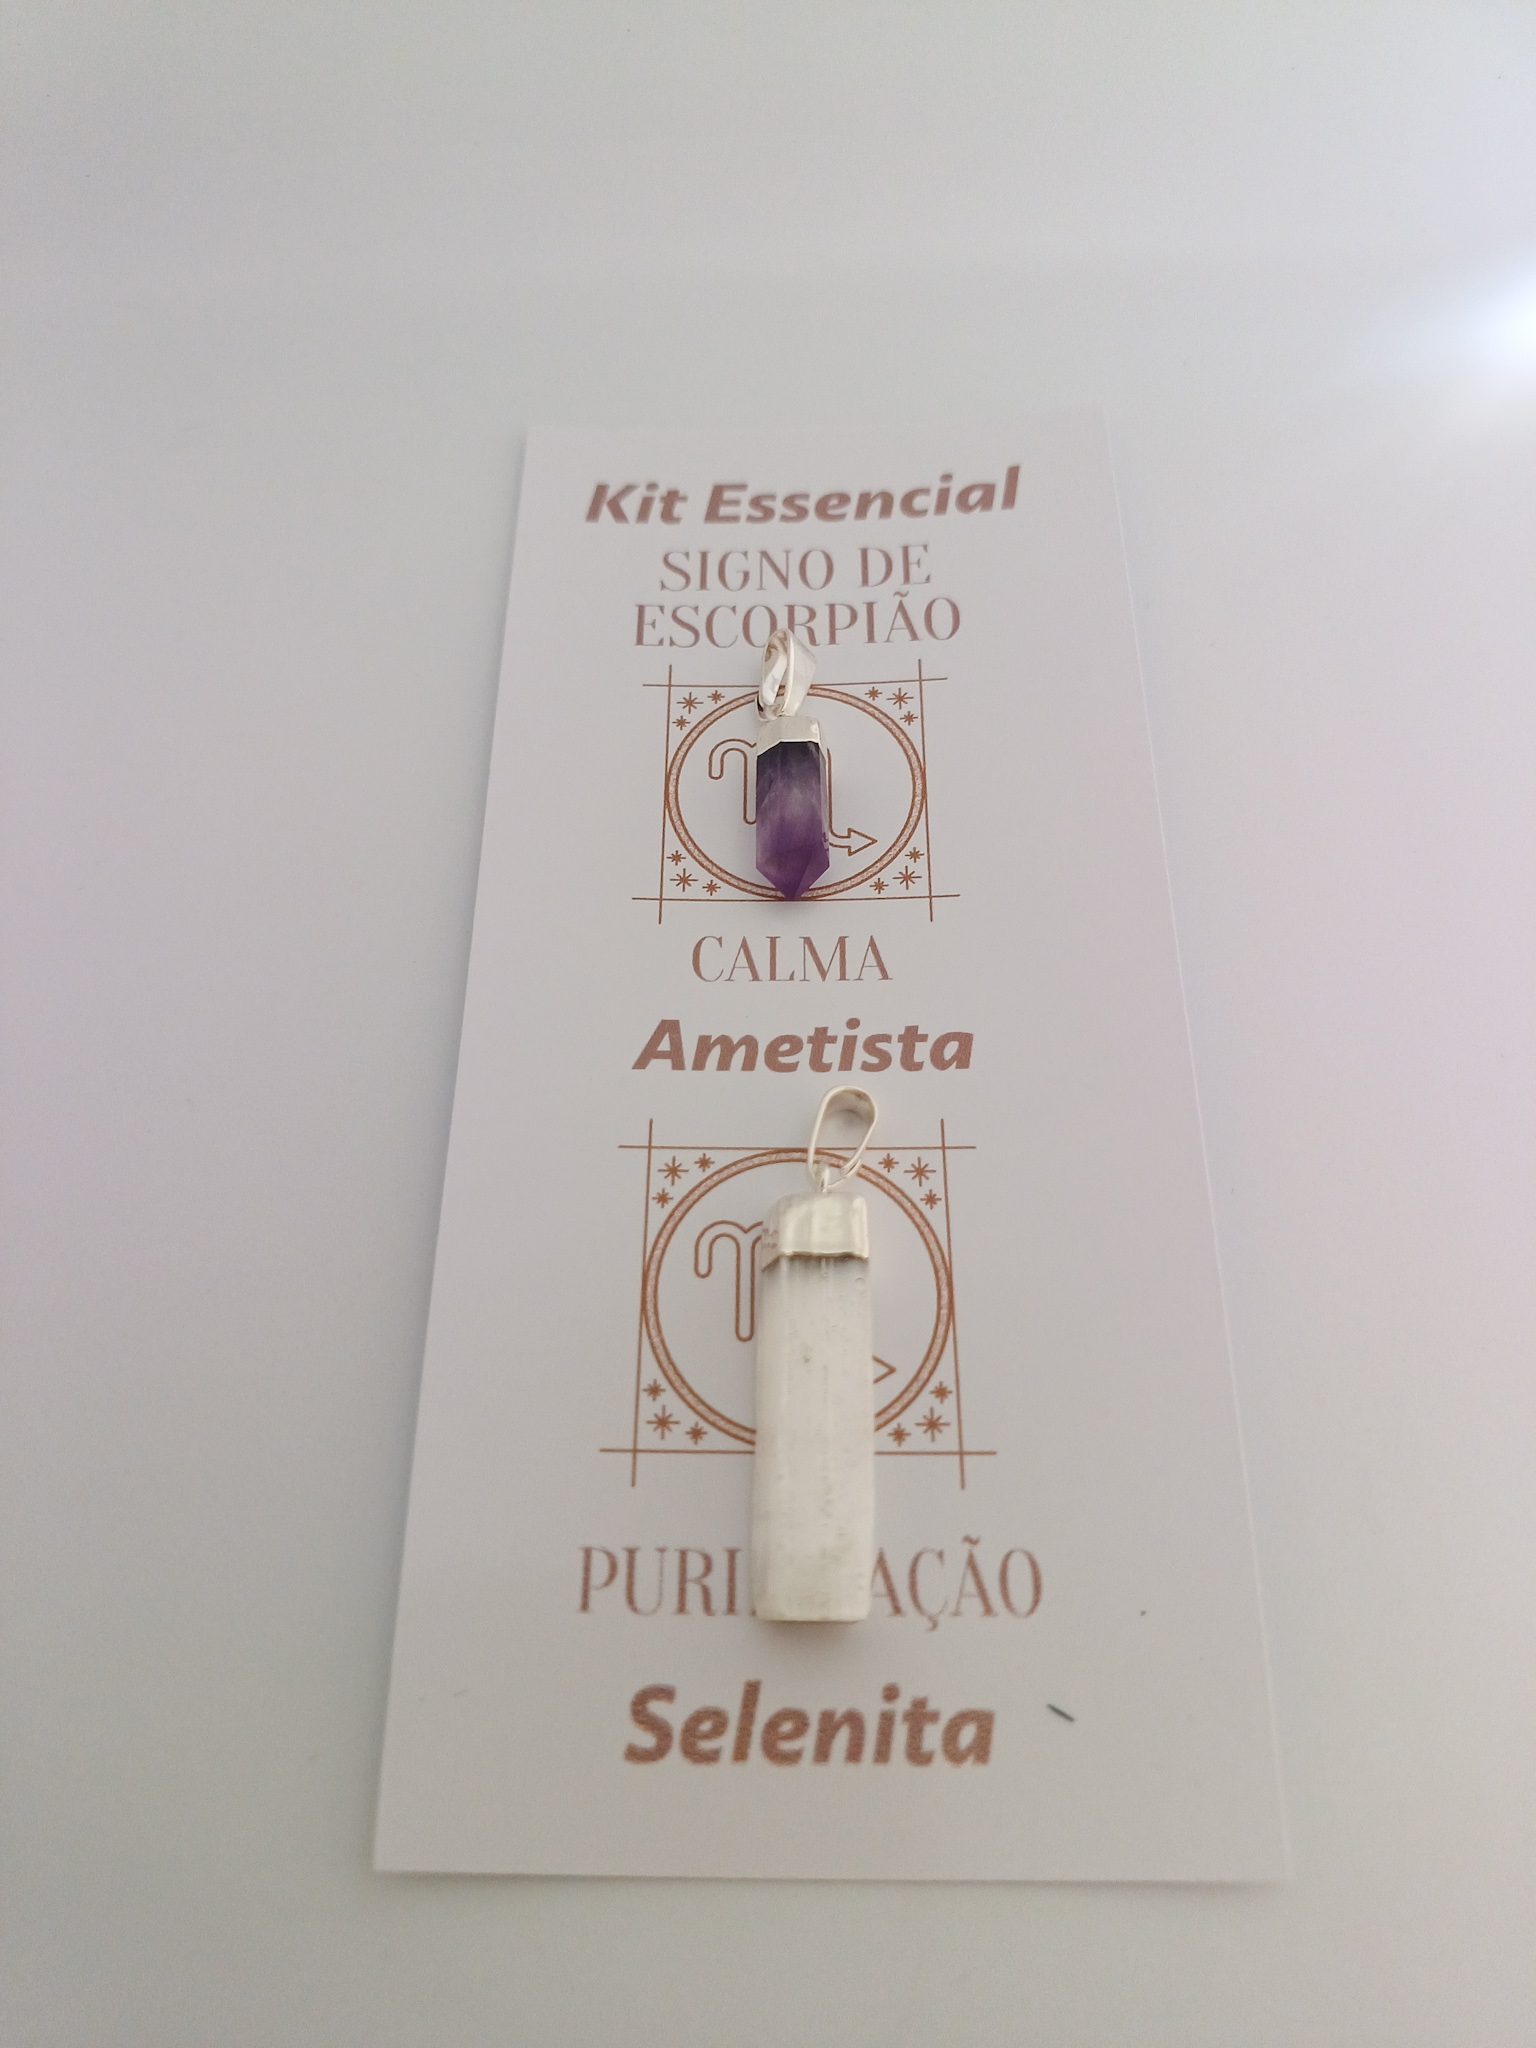 Kit Essencial
SIGNO DE
ESCORPIÃO
CALMA
Ametista
Selenita